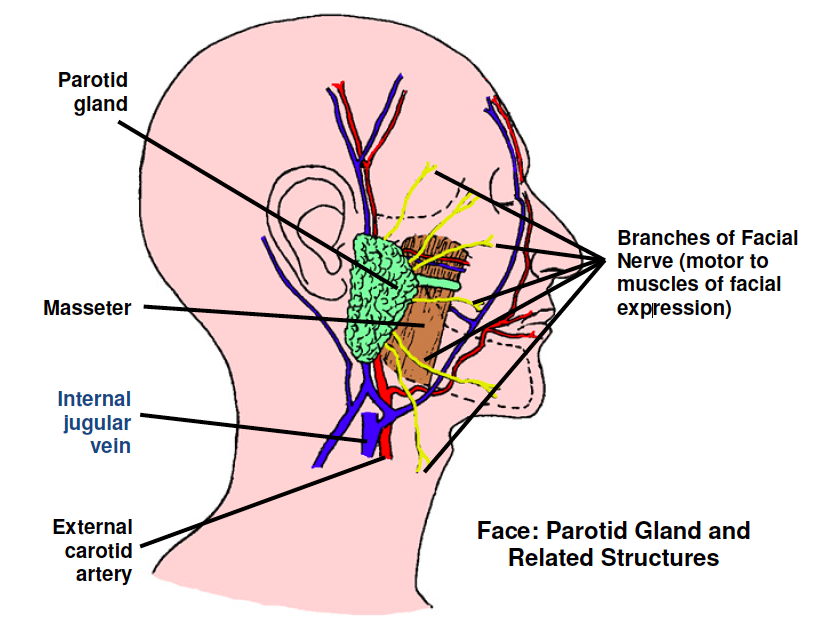 Parotid
gland
Masseter
Internal
jugular
vein
External
carotid
artery
Branches of Facial
Nerve (motor to
muscles of facial
expression)
Face: Parotid Gland and
Related Structures